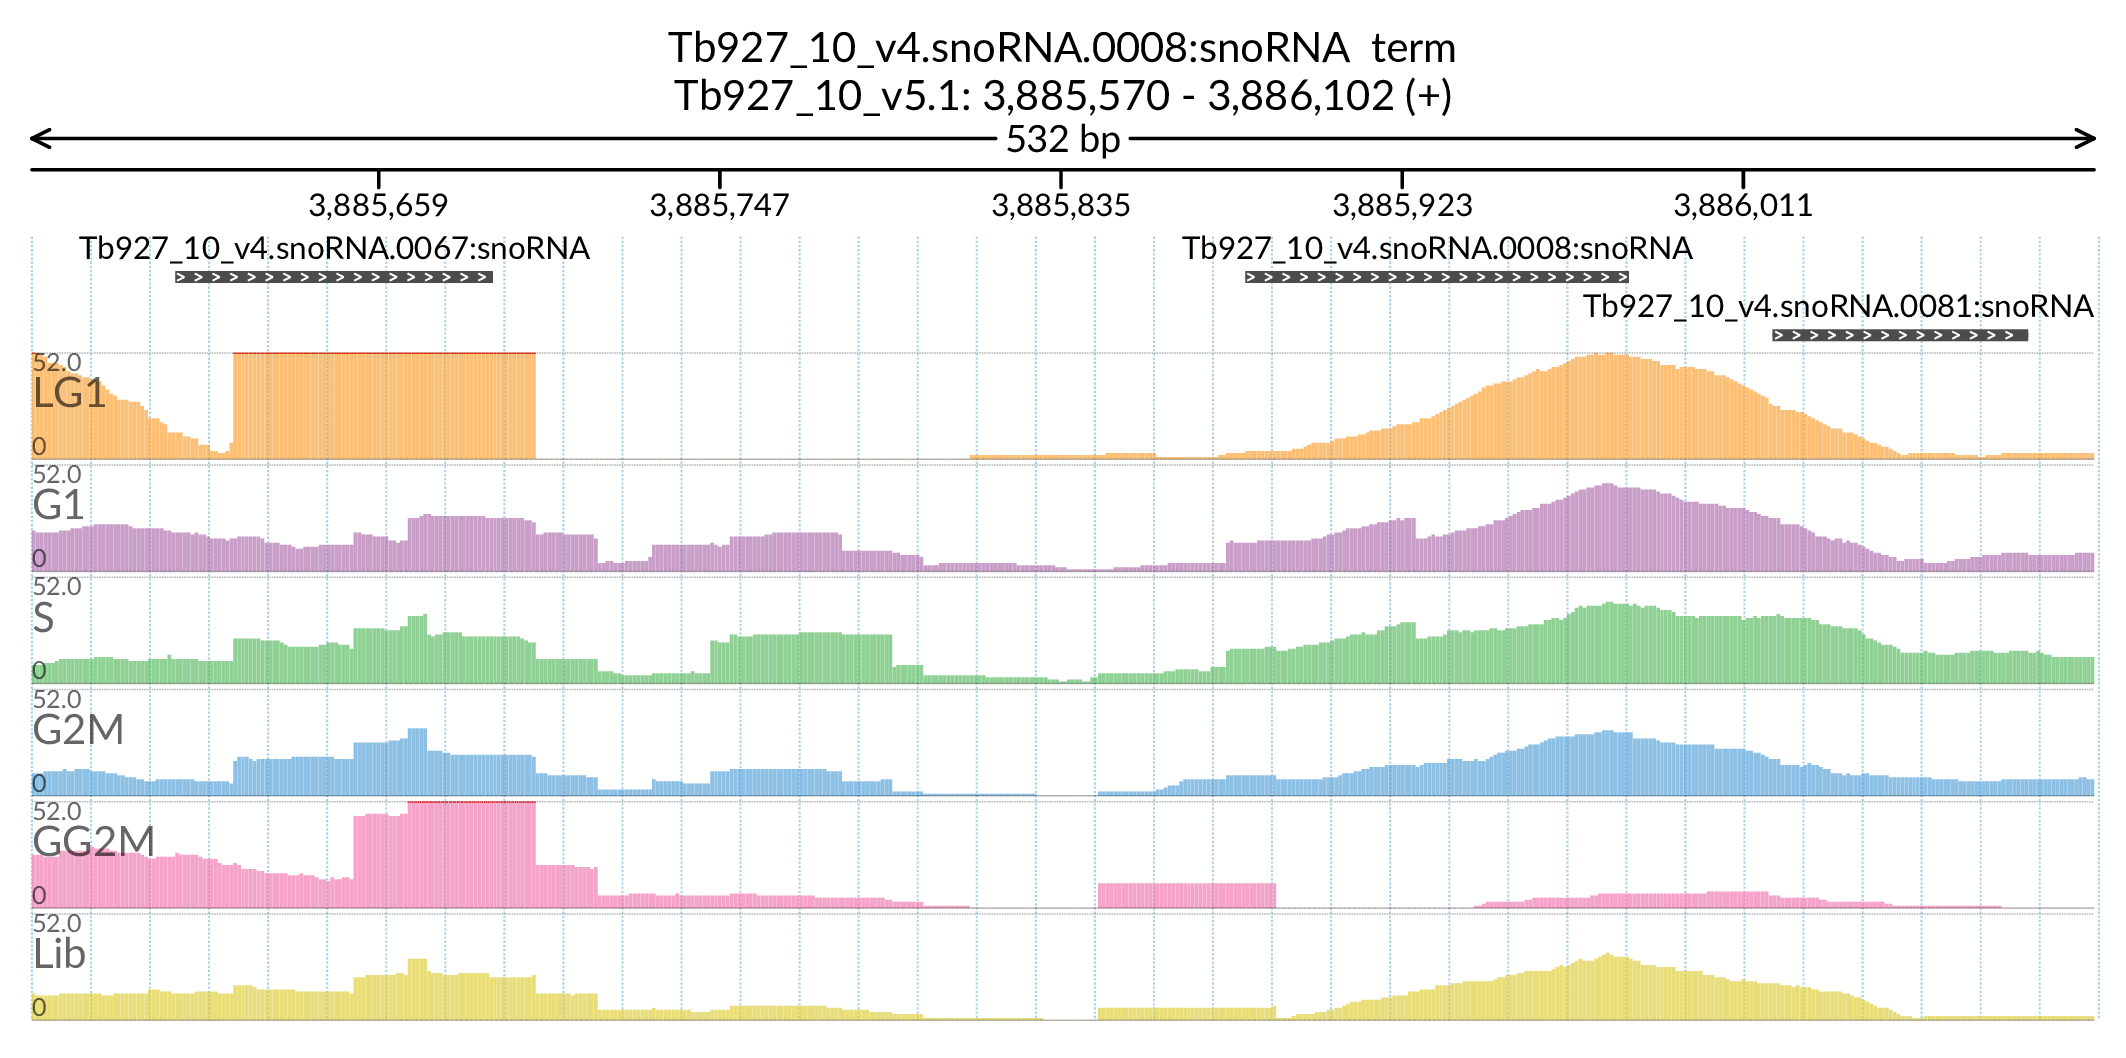 Tb927_10_v4.snoRNA.0008:snoRNA term
Tb927_10_v5.1: 3,885,570 - 3,886,102 (+)
532 bp
3,885,659 3,885,747 3,885,835 3,885,923 3,886,011
Tb927_10_v4.snoRNA.0067:snoRNA Tb927_10_v4.snoRNA.0008:snoRNA
Tb927_10_v4.snoRNA.0081:snoRNA
52.0
LG1
0
52.0
G1
0
52.0
S
0
52.0
G2M
0
52.0
GG2M
0
52.0
Lib
0